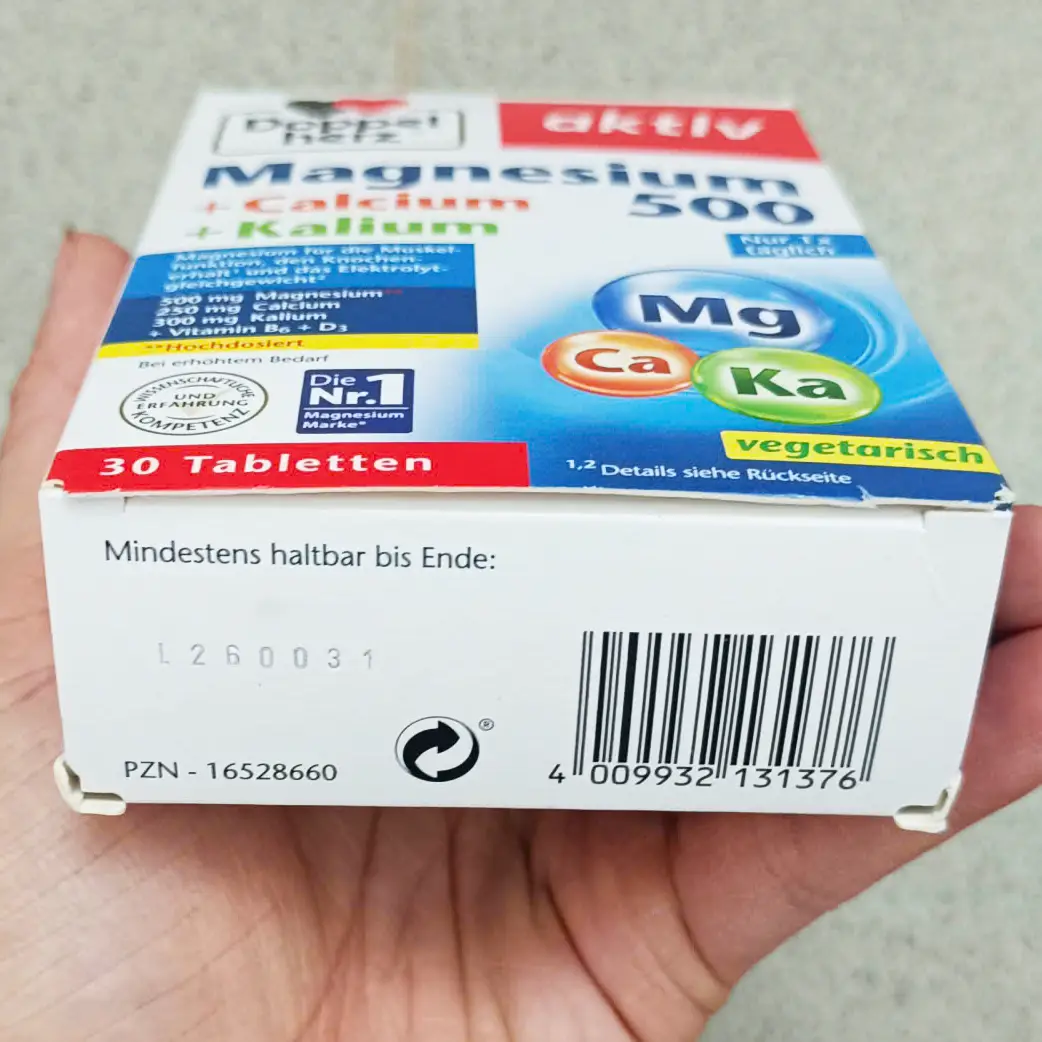 Doppel
herz
aktiv
Magnesium
500
+ Calcium
+ Kalium
Nur 1x
täglich
Magnesium für die Muskel-
funktion, den Knochen-
erhalt¹ und das Elektrolyt-
gleichgewicht²
500 mg Magnesium**
250 mg Calcium
300 mg Kalium
+ Vitamin B₆ + D₃
**Hochdosiert
Bei erhöhtem Bedarf
WISSENSCHAFTLICHE
UND
ERFAHRUNG
KOMPETENZ
Die
Nr.1
Magnesium
Marke*
Mg
Ca
Ka
vegetarisch
30 Tabletten
1,2 Details siehe Rückseite
Mindestens haltbar bis Ende:
L260031
PZN - 16528660
®
4 009932 131376